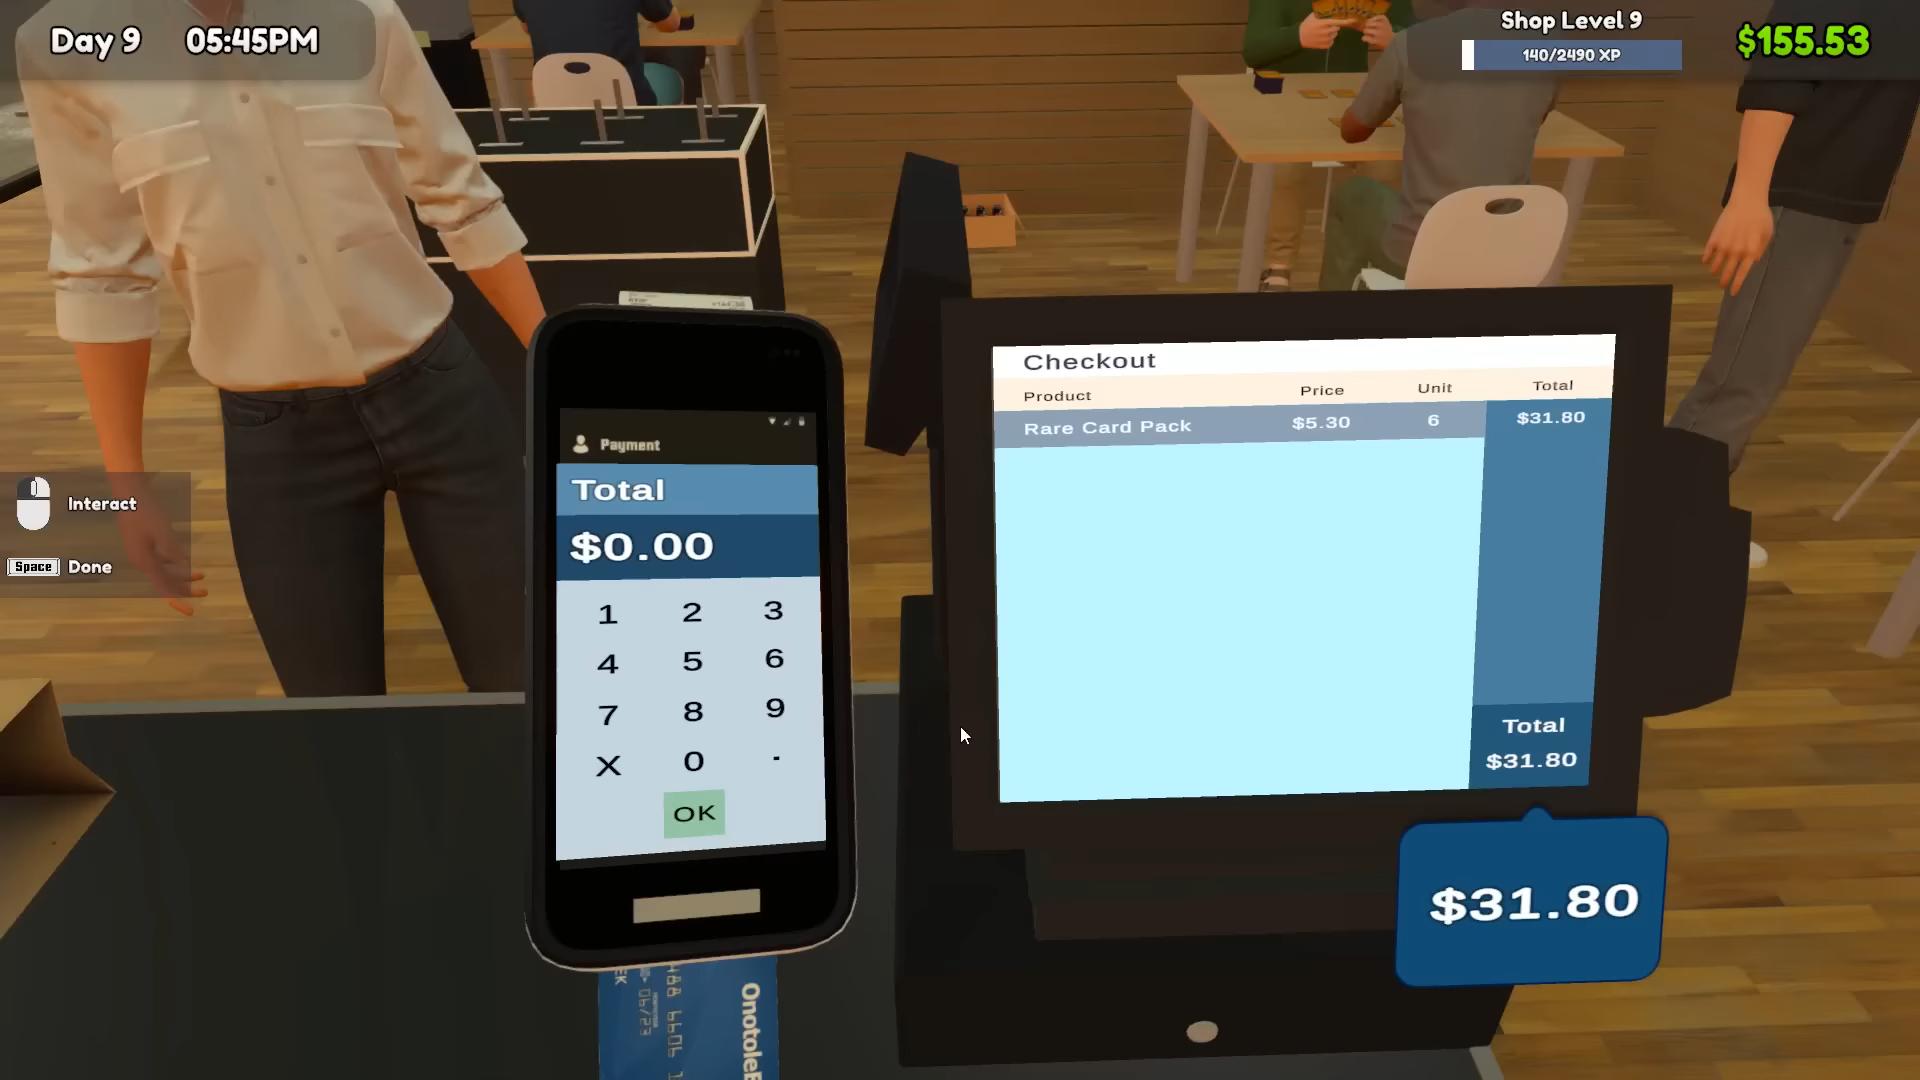 Day 9
05:45PM
Shop Level 9
140/2490 XP
$155.53
Interact
Space Done
Payment
Total
$0.00
1 2 3
4 5 6
7 8 9
X 0 .
OK
Checkout
Product Price Unit Total
Rare Card Pack $5.30 6 $31.80
Total
$31.80
$31.80